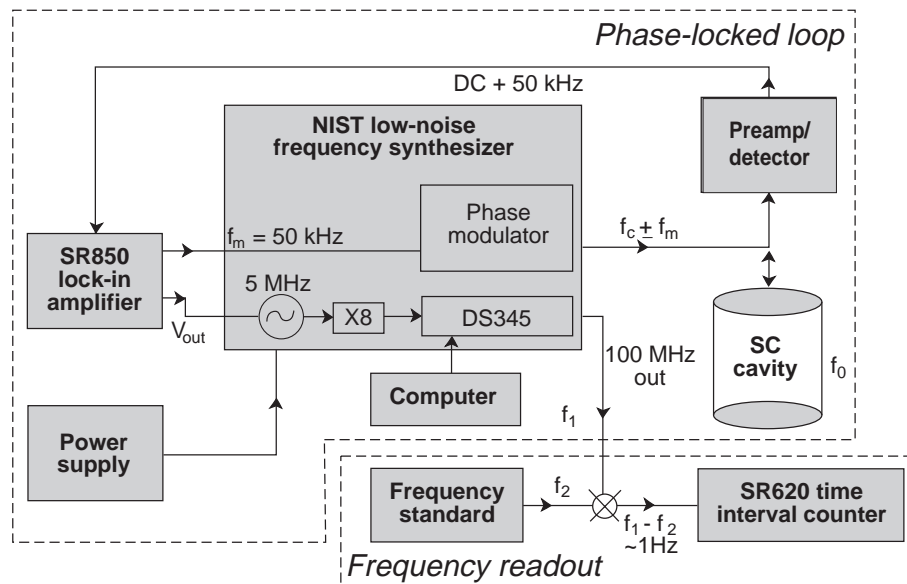 Phase-locked loop
DC + 50 kHz
NIST low-noise
frequency synthesizer
Preamp/
detector
Phase
modulator
f_m = 50 kHz
f_c ± f_m
SR850
lock-in
amplifier
5 MHz
X8
DS345
V_out
SC
cavity
f_0
100 MHz
out
Computer
f_1
Power
supply
Frequency
standard
f_2
f_1 - f_2
~1Hz
SR620 time
interval counter
Frequency readout